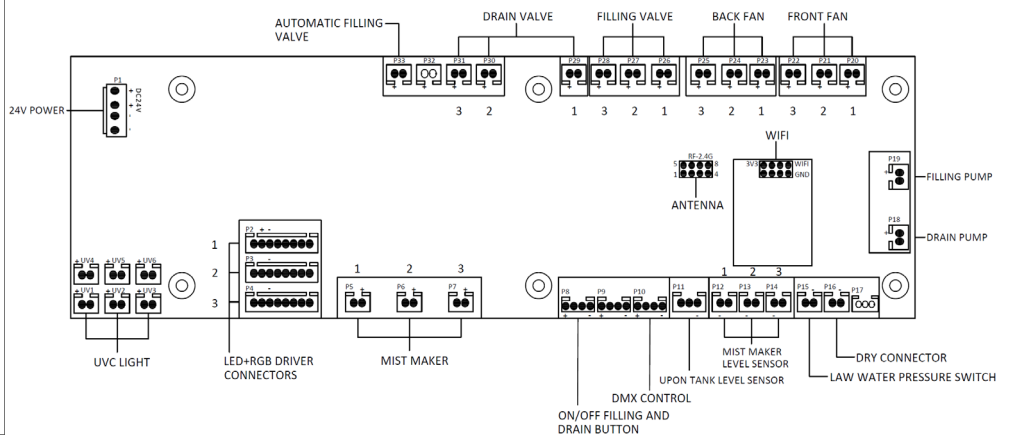 AUTOMATIC FILLING
VALVE
DRAIN VALVE
FILLING VALVE
BACK FAN
FRONT FAN
P33 P32 P31 P30 P29 P28 P27 P26 P25 P24 P23 P22 P21 P20
+ + + + + + + + + + + + +
3 2 1 3 2 1 3 2 1 3 2 1
P1
DC24V
+
+
-
-
24V POWER
WIFI
RF-2.4G
5 8
1 4
3V3 WIFI
GND
ANTENNA
P19
+
FILLING PUMP
P18
+
DRAIN PUMP
1 P2 + -
2 P3 -
3 P4 -
+ UV4 + UV5 + UV6
+ UV1 + UV2 + UV3
1 2 3
P5 P6 P7
+ + +
P8 P9 P10 P11
+ - + - + -
1 2 3
P12 P13 P14
- - -
P15 - P16 - P17
UVC LIGHT
LED+RGB DRIVER
CONNECTORS
MIST MAKER
ON/OFF FILLING AND
DRAIN BUTTON
DMX CONTROL
UPON TANK LEVEL SENSOR
MIST MAKER
LEVEL SENSOR
DRY CONNECTOR
LAW WATER PRESSURE SWITCH